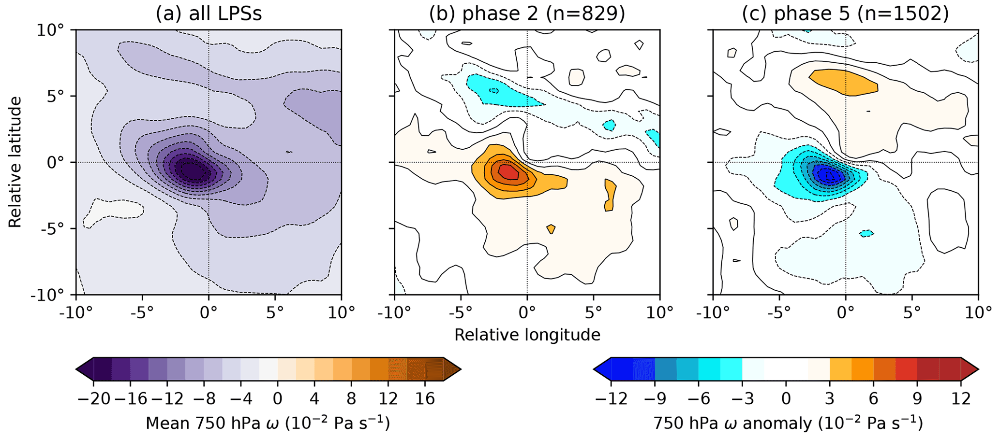 (a) all LPSs
(b) phase 2 (n=829)
(c) phase 5 (n=1502)
10°
5°
0°
-5°
-10°
Relative latitude
-10° -5° 0° 5° 10°
-10° -5° 0° 5° 10°
-10° -5° 0° 5° 10°
Relative longitude
−20 −16 −12 −8 −4 0 4 8 12 16
Mean 750 hPa ω (10⁻² Pa s⁻¹)
−12 −9 −6 −3 0 3 6 9 12
750 hPa ω anomaly (10⁻² Pa s⁻¹)